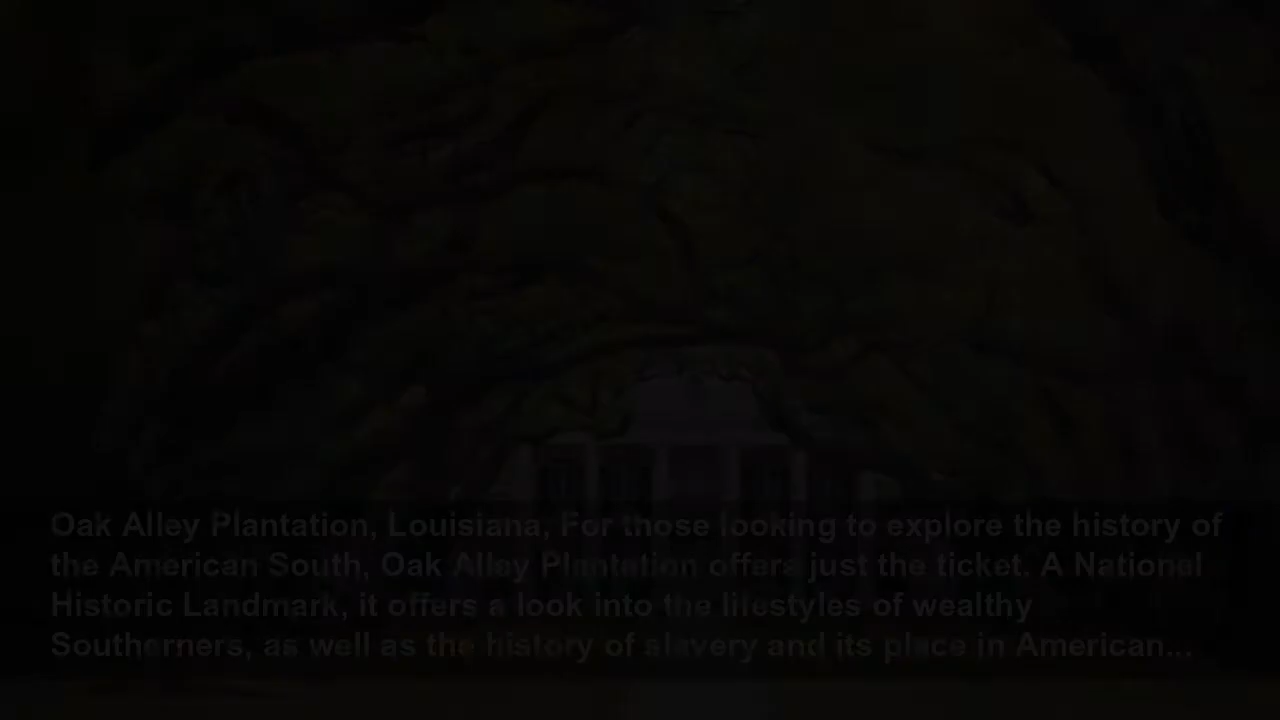 Oak Alley Plantation, Louisiana, For those looking to explore the history of
the American South, Oak Alley Plantation offers just the ticket. A National
Historic Landmark, it offers a look into the lifestyles of wealthy
Southerners, as well as the history of slavery and its place in American...